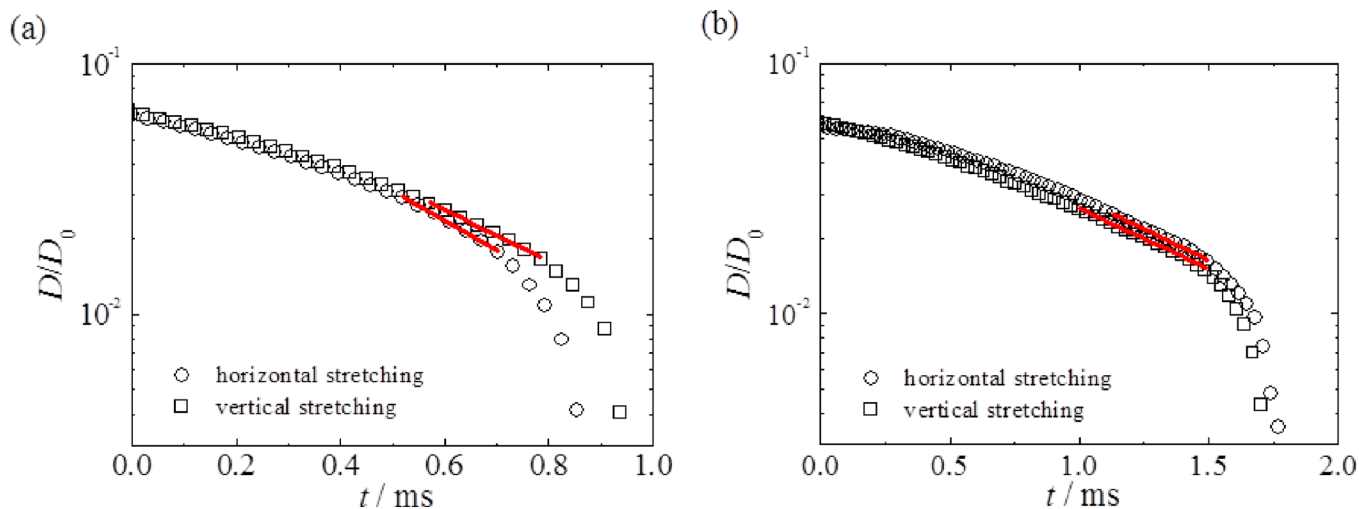 (a)
10⁻¹
10⁻²
D/D₀
horizontal stretching
vertical stretching
0.0 0.2 0.4 0.6 0.8 1.0
t / ms
(b)
10⁻¹
10⁻²
D/D₀
horizontal stretching
vertical stretching
0.0 0.5 1.0 1.5 2.0
t / ms